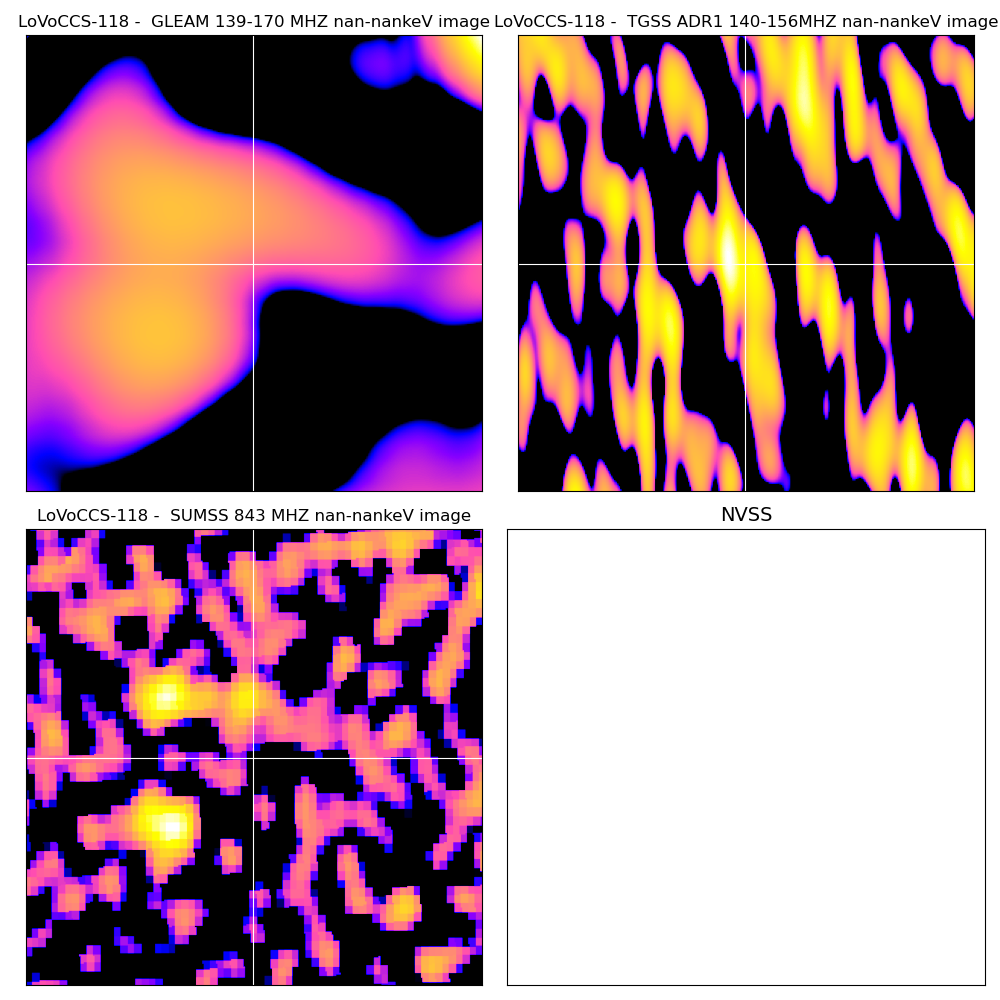 LoVoCCS-118 - GLEAM 139-170 MHZ nan-nankeV image
LoVoCCS-118 - TGSS ADR1 140-156MHZ nan-nankeV image
LoVoCCS-118 - SUMSS 843 MHZ nan-nankeV image
NVSS